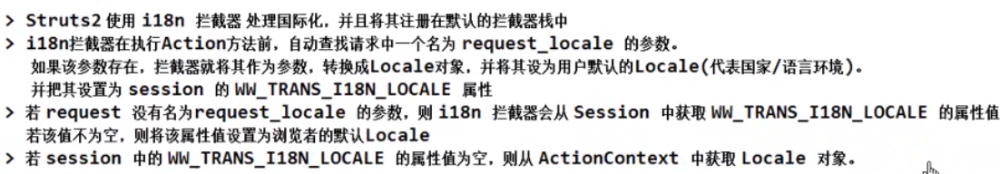 > Struts2 使用 i18n 拦截器 处理国际化，并且将其注册在默认的拦截器栈中
> i18n拦截器在执行Action方法前，自动查找请求中一个名为 request_locale 的参数。
如果该参数存在，拦截器就将其作为参数，转换成Locale对象，并将其设为用户默认的Locale(代表国家/语言环境)。
并把其设置为 session 的 WW_TRANS_I18N_LOCALE 属性
> 若 request 没有名为request_locale 的参数，则 i18n 拦截器会从 Session 中获取 WW_TRANS_I18N_LOCALE 的属性值
若该值不为空，则将该属性值设置为浏览者的默认Locale
> 若 session 中的 WW_TRANS_I18N_LOCALE 的属性值为空，则从 ActionContext 中获取 Locale 对象。